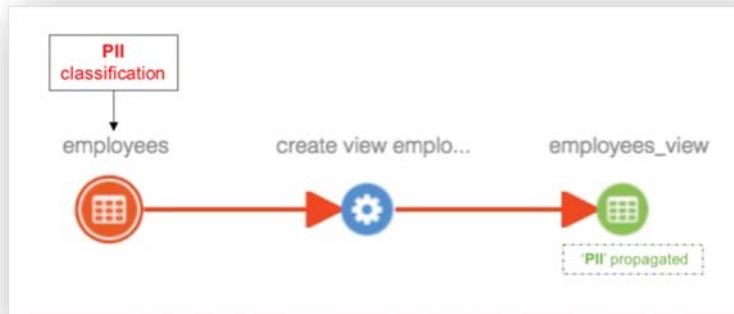 PII
classification
employees
create view emplo...
employees_view
'PII' propagated